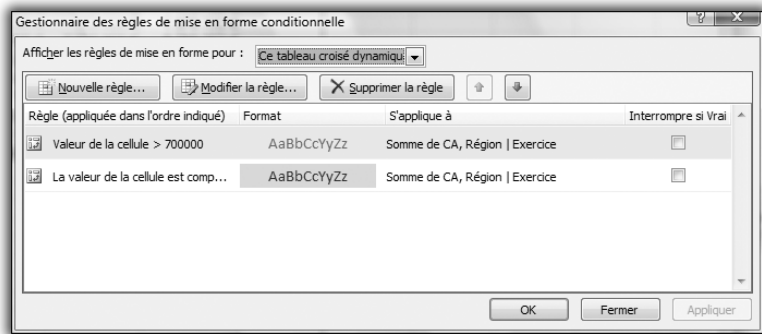 Gestionnaire des règles de mise en forme conditionnelle
Afficher les règles de mise en forme pour : Ce tableau croisé dynamiqu
Nouvelle règle... Modifier la règle... Supprimer la règle
Règle (appliquée dans l'ordre indiqué) Format S'applique à Interrompre si Vrai
Valeur de la cellule > 700000 AaBbCcYyZz Somme de CA, Région | Exercice
La valeur de la cellule est comp... AaBbCcYyZz Somme de CA, Région | Exercice
OK Fermer Appliquer